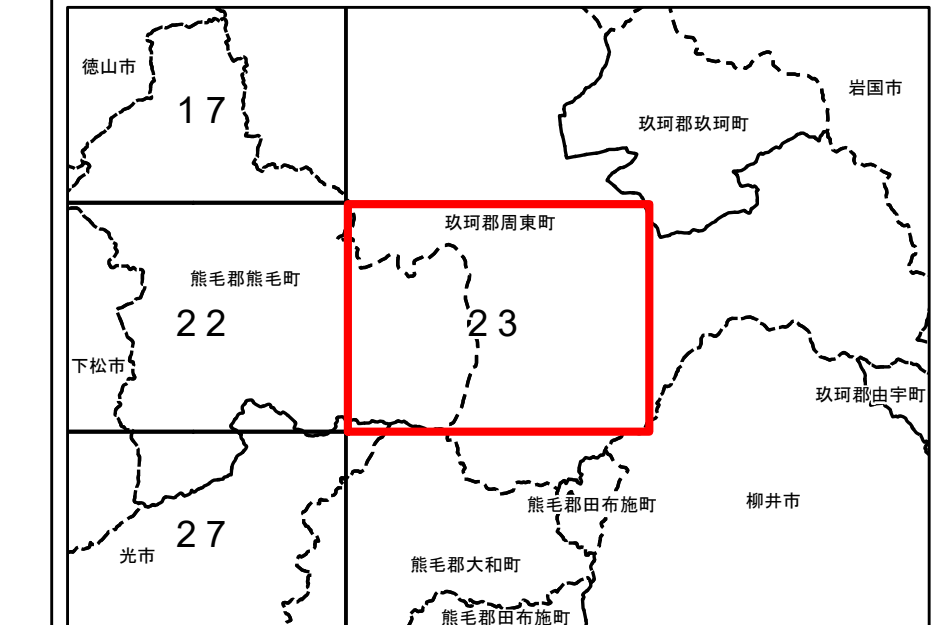 徳山市
岩国市
17
玖珂郡玖珂町
玖珂郡周東町
熊毛郡熊毛町
22
23
下松市
玖珂郡由宇町
柳井市
熊毛郡田布施町
27
光市
熊毛郡大和町
熊毛郡田布施町